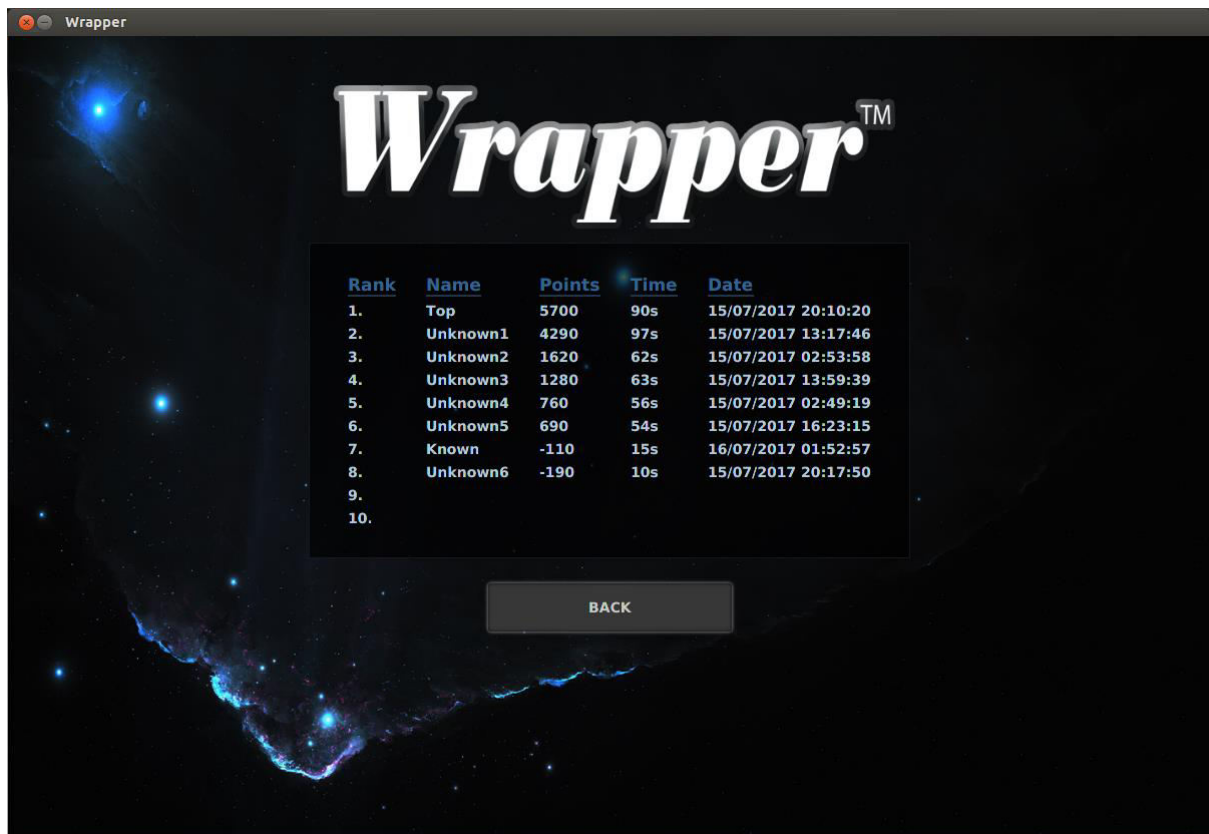 Wrapper
Wrapper™
Rank Name Points Time Date
1. Top 5700 90s 15/07/2017 20:10:20
2. Unknown1 4290 97s 15/07/2017 13:17:46
3. Unknown2 1620 62s 15/07/2017 02:53:58
4. Unknown3 1280 63s 15/07/2017 13:59:39
5. Unknown4 760 56s 15/07/2017 02:49:19
6. Unknown5 690 54s 15/07/2017 16:23:15
7. Known -110 15s 16/07/2017 01:52:57
8. Unknown6 -190 10s 15/07/2017 20:17:50
9.
10.
BACK